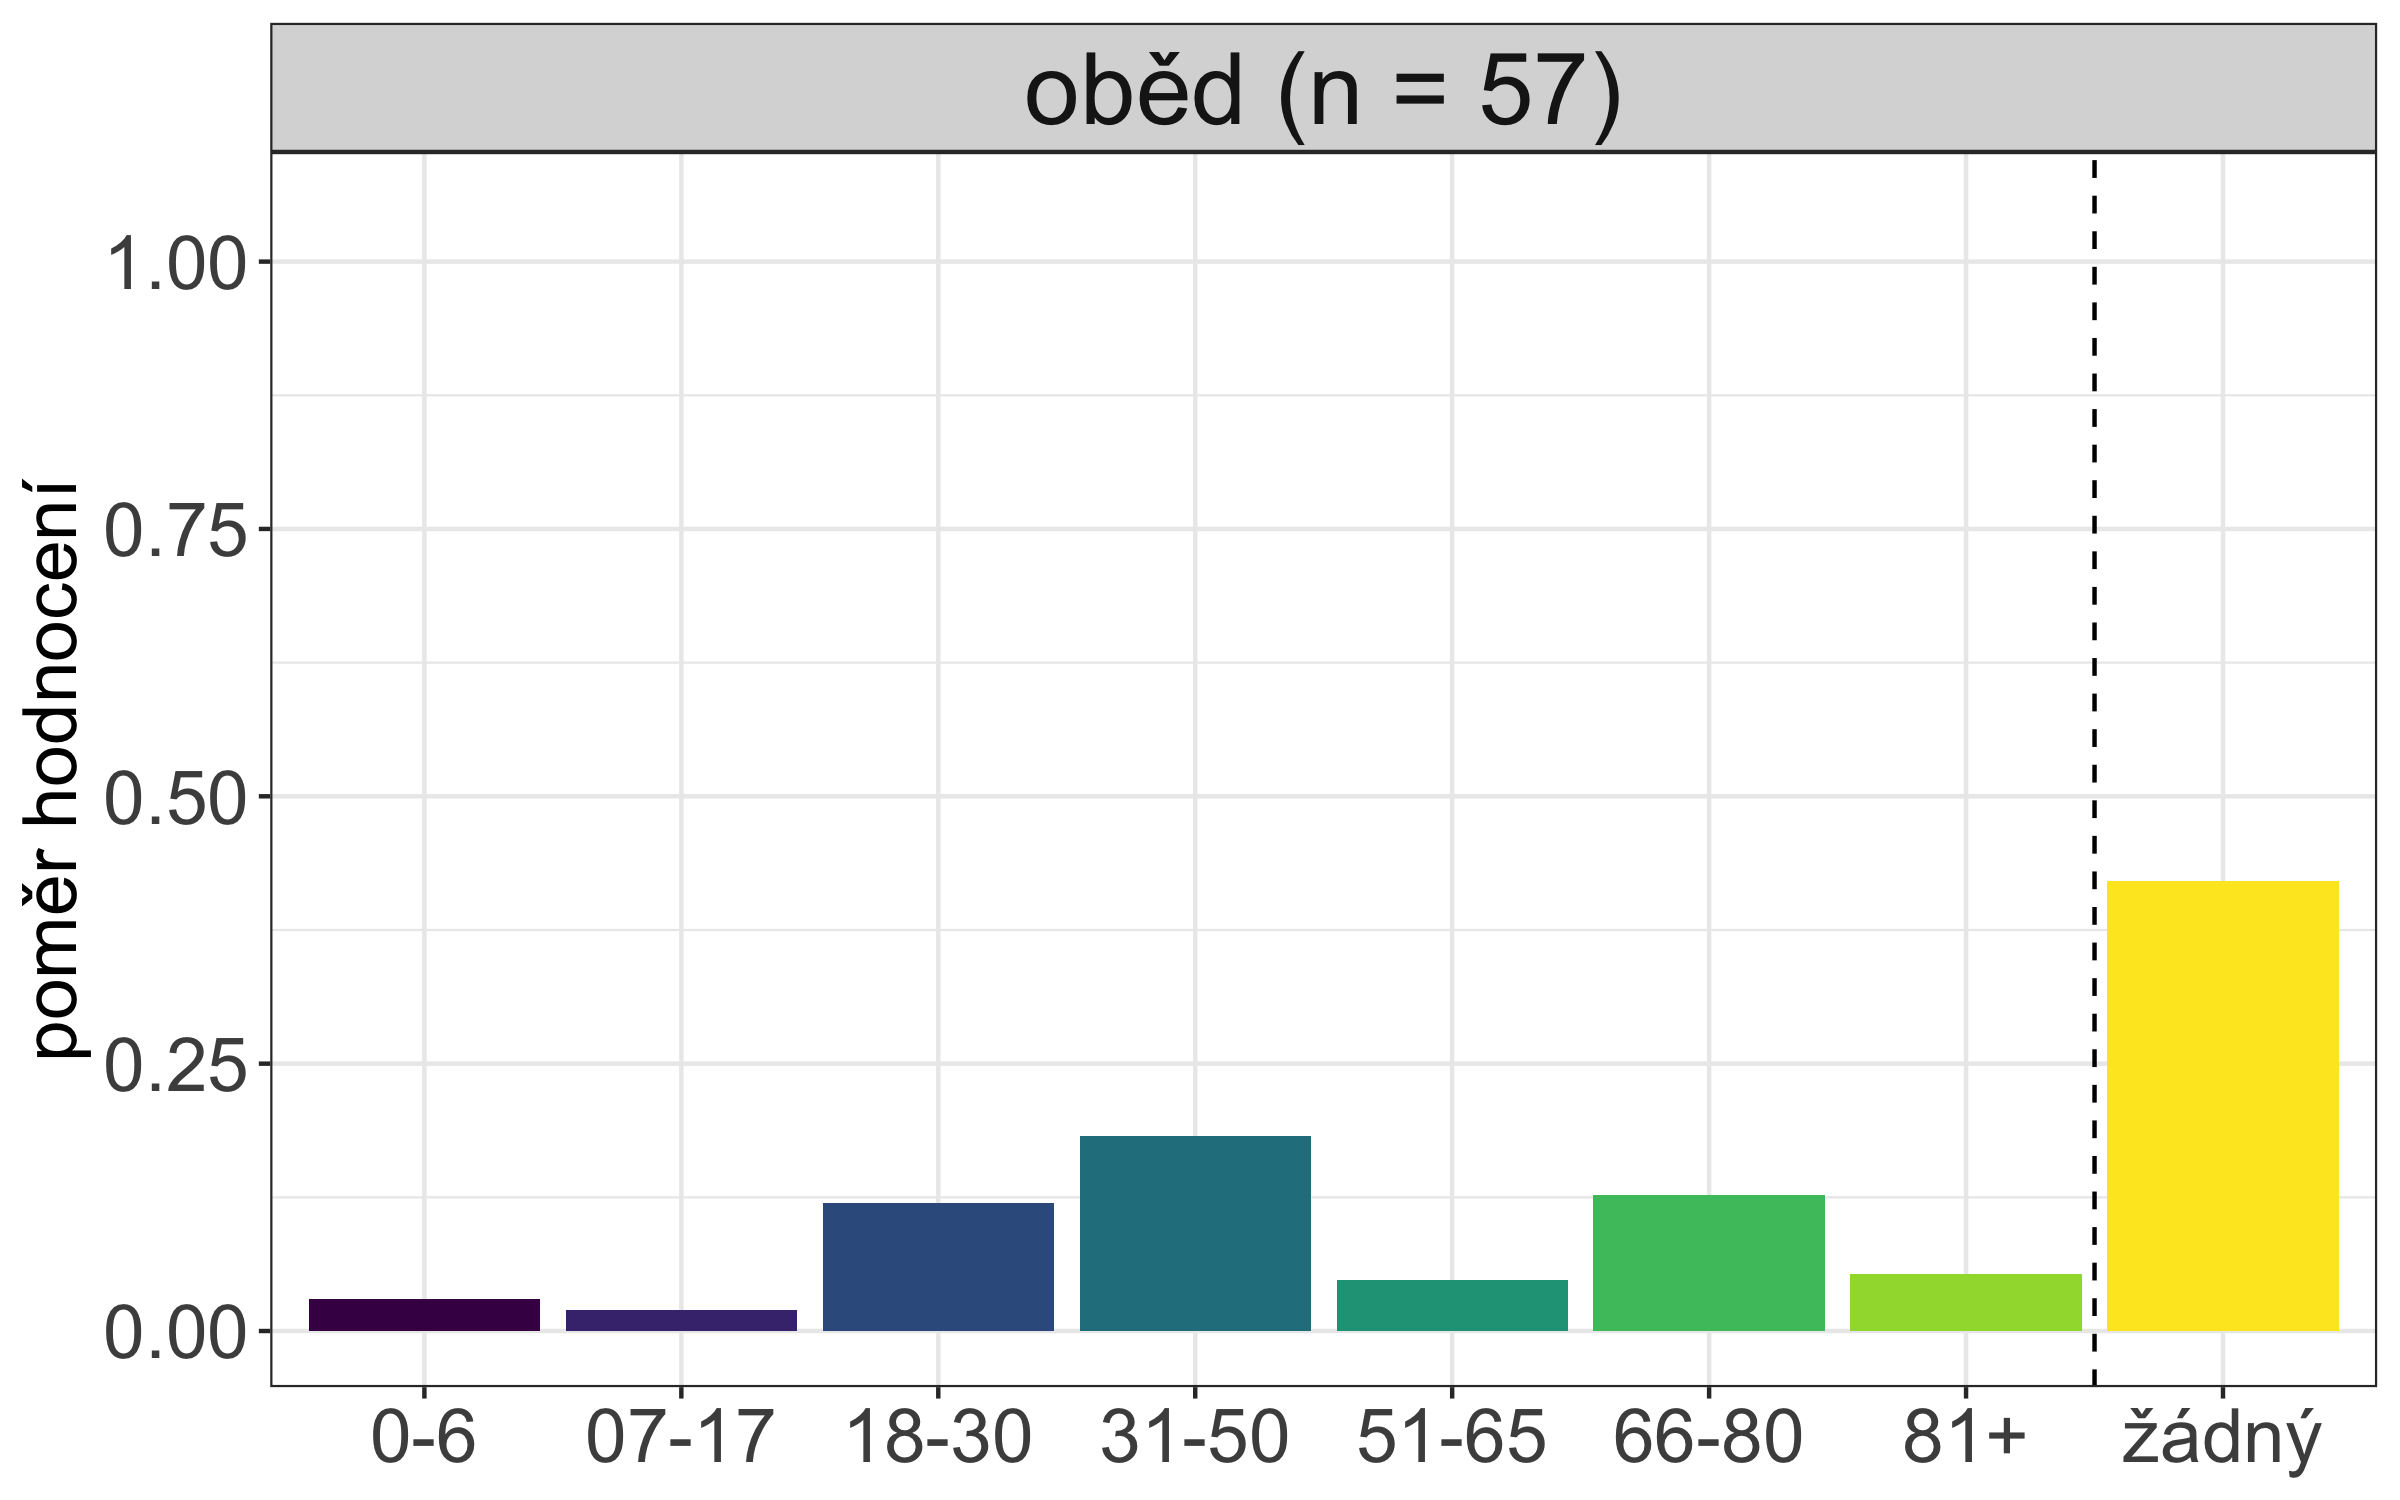 oběd (n = 57)
poměr hodnocení
1.00
0.75
0.50
0.25
0.00
0-6 07-17 18-30 31-50 51-65 66-80 81+ žádný